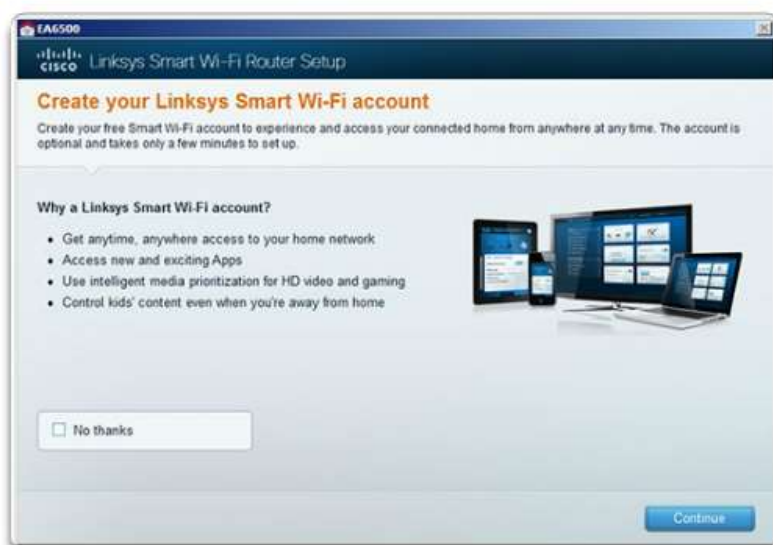 EA6500
CISCO Linksys Smart Wi-Fi Router Setup
Create your Linksys Smart Wi-Fi account
Create your free Smart Wi-Fi account to experience and access your connected home from anywhere at any time. The account is
optional and takes only a few minutes to set up.
Why a Linksys Smart Wi-Fi account?
• Get anytime, anywhere access to your home network
• Access new and exciting Apps
• Use intelligent media prioritization for HD video and gaming
• Control kids' content even when you're away from home
No thanks
Continue